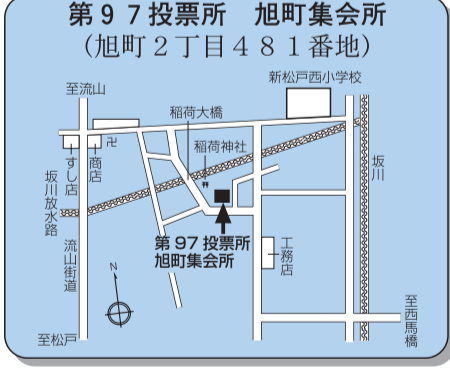 第９７投票所　旭町集会所
（旭町２丁目４８１番地）
新松戸西小学校
至流山
稲荷大橋
卍
稲荷神社
すし店
商店
坂川
坂川放水路
流山街道
第97投票所
旭町集会所
工務店
N
至松戸
至西馬橋